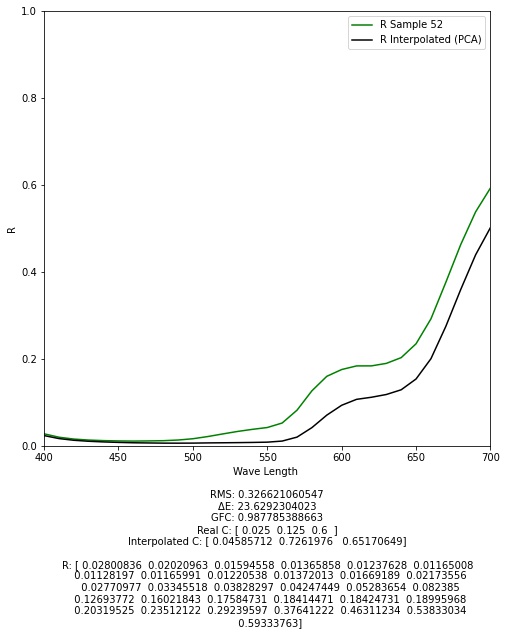 R Sample 52
R Interpolated (PCA)
1.0
0.8
0.6
0.4
0.2
0.0
R
400
450
500
550
600
650
700
Wave Length
RMS: 0.326621060547
ΔE: 23.6292304023
GFC: 0.987785388663
Real C: [ 0.025 0.125 0.6 ]
Interpolated C: [ 0.04585712 0.7261976 0.65170649]
R: [ 0.02800836 0.02020963 0.01594558 0.01365858 0.01237628 0.01165008
0.01128197 0.01165991 0.01220538 0.01372013 0.01669189 0.02173556
0.02770977 0.03345518 0.03828297 0.04247449 0.05283654 0.082385
0.12693772 0.16021843 0.17584731 0.18414471 0.18424731 0.18995968
0.20319525 0.23512122 0.29239597 0.37641222 0.46311234 0.53833034
0.59333763]